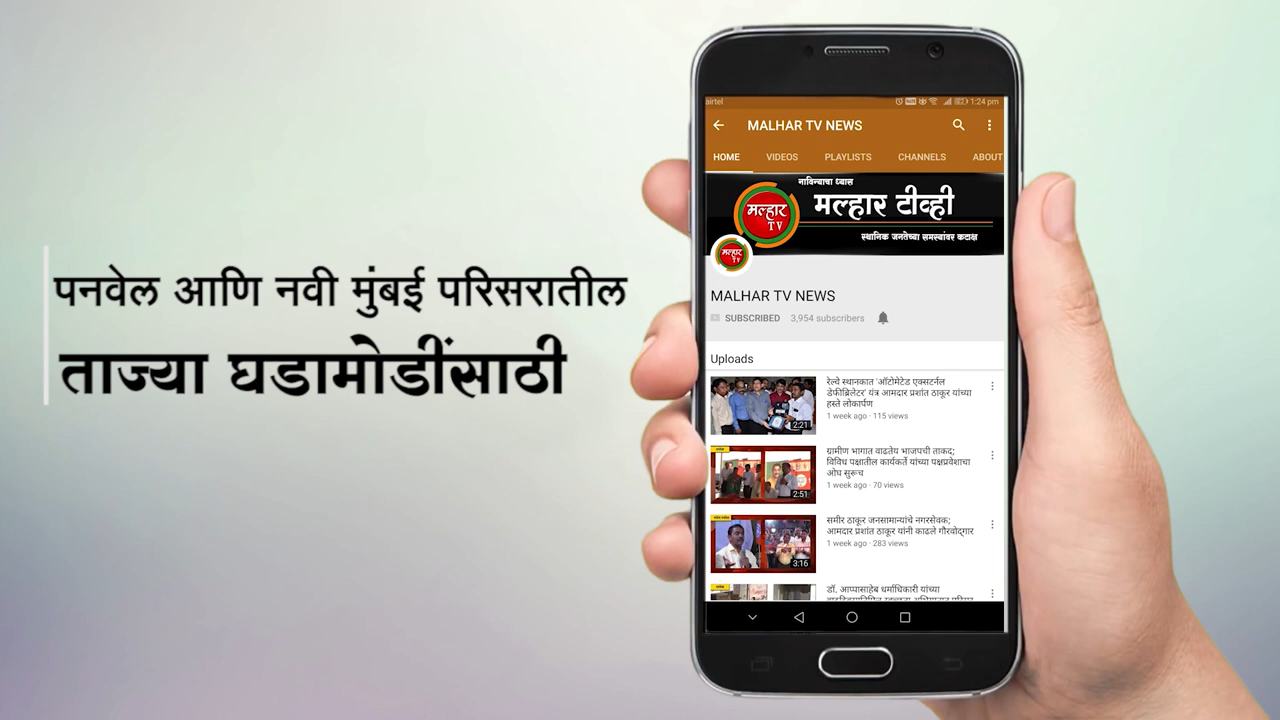 पनवेल आणि नवी मुंबई परिसरातील
ताज्या घडामोडींसाठी
airtel
1:24 pm
MALHAR TV NEWS
HOME VIDEOS PLAYLISTS CHANNELS ABOUT
नाविन्याचा ध्यास
मल्हार TV
मल्हार टीव्ही
स्थानिक जनतेच्या समस्यांवर कटाक्ष
मल्हार TV
MALHAR TV NEWS
SUBSCRIBED 3,954 subscribers
Uploads
रेल्वे स्थानकात 'ऑटोमेटेड एक्सटर्नल
डेफीब्रिलेटर' यंत्र आमदार प्रशांत ठाकूर यांच्या
हस्ते लोकार्पण
1 week ago · 115 views
2:21
ग्रामीण भागात वाढतेय भाजपची ताकद;
विविध पक्षातील कार्यकर्ते यांच्या पक्षप्रवेशाचा
ओघ सुरूच
1 week ago · 70 views
2:51
समीर ठाकूर जनसामान्यांचे नगरसेवक;
आमदार प्रशांत ठाकूर यांनी काढले गौरवोद्‌गार
1 week ago · 283 views
3:16
डॉ. आप्पासाहेब धर्माधिकारी यांच्या